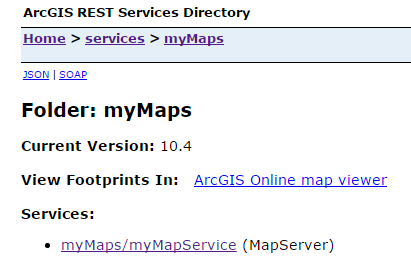 ArcGIS REST Services Directory
Home > services > myMaps
JSON | SOAP
Folder: myMaps
Current Version: 10.4
View Footprints In: ArcGIS Online map viewer
Services:
• myMaps/myMapService (MapServer)